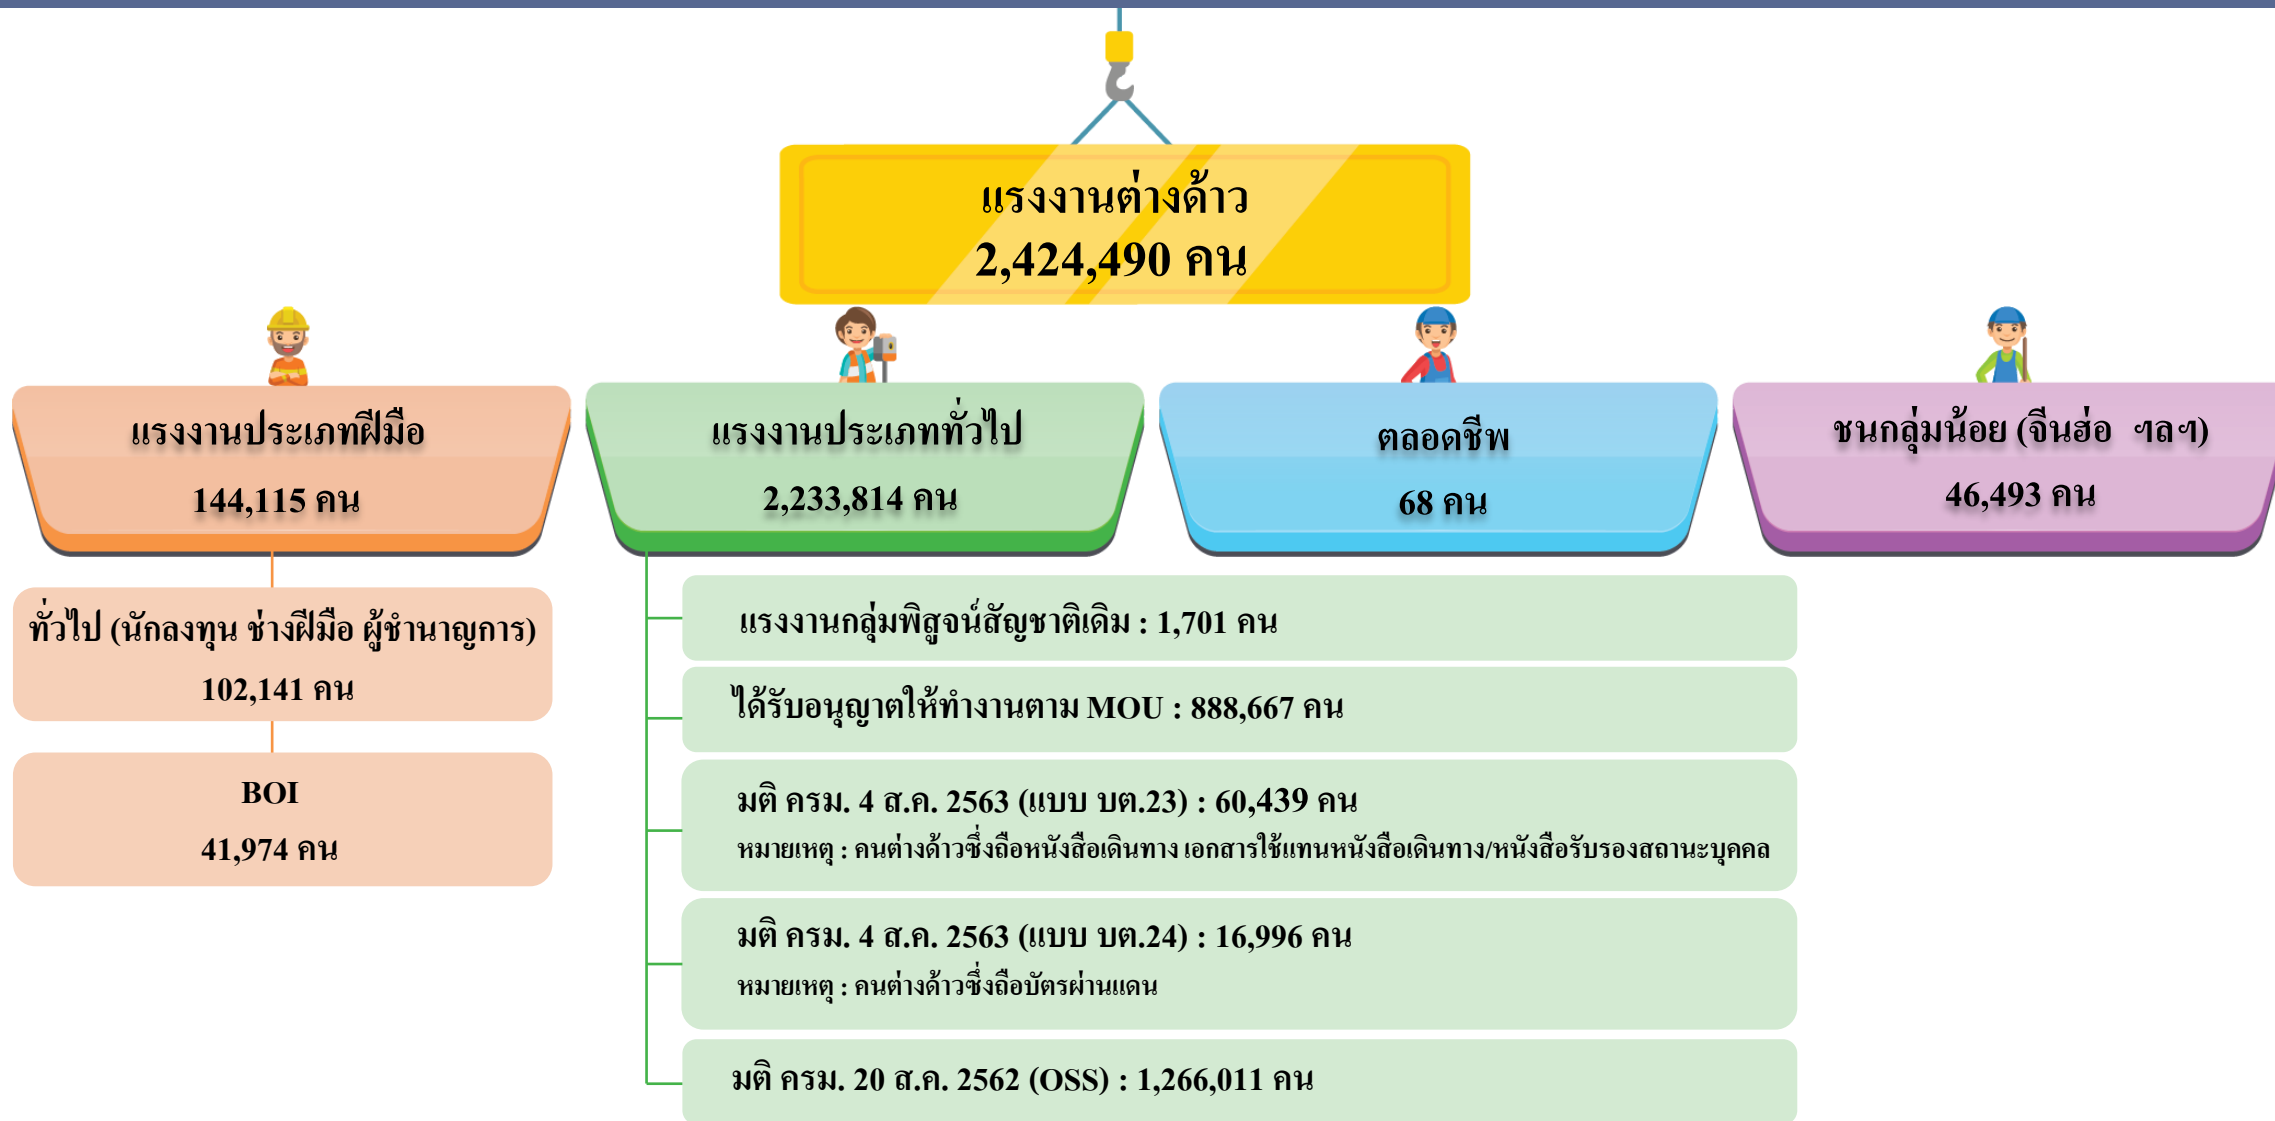 แรงงานต่างด้าว
2,424,490 คน
แรงงานประเภทฝีมือ
144,115 คน
แรงงานประเภททั่วไป
2,233,814 คน
ตลอดชีพ
68 คน
ชนกลุ่มน้อย (จีนฮ่อ ฯลฯ)
46,493 คน
ทั่วไป (นักลงทุน ช่างฝีมือ ผู้ชำนาญการ)
102,141 คน
BOI
41,974 คน
แรงงานกลุ่มพิสูจน์สัญชาติเดิม : 1,701 คน
ได้รับอนุญาตให้ทำงานตาม MOU : 888,667 คน
มติ ครม. 4 ส.ค. 2563 (แบบ บต.23) : 60,439 คน
หมายเหตุ : คนต่างด้าวซึ่งถือหนังสือเดินทาง เอกสารใช้แทนหนังสือเดินทาง/หนังสือรับรองสถานะบุคคล
มติ ครม. 4 ส.ค. 2563 (แบบ บต.24) : 16,996 คน
หมายเหตุ : คนต่างด้าวซึ่งถือบัตรผ่านแดน
มติ ครม. 20 ส.ค. 2562 (OSS) : 1,266,011 คน